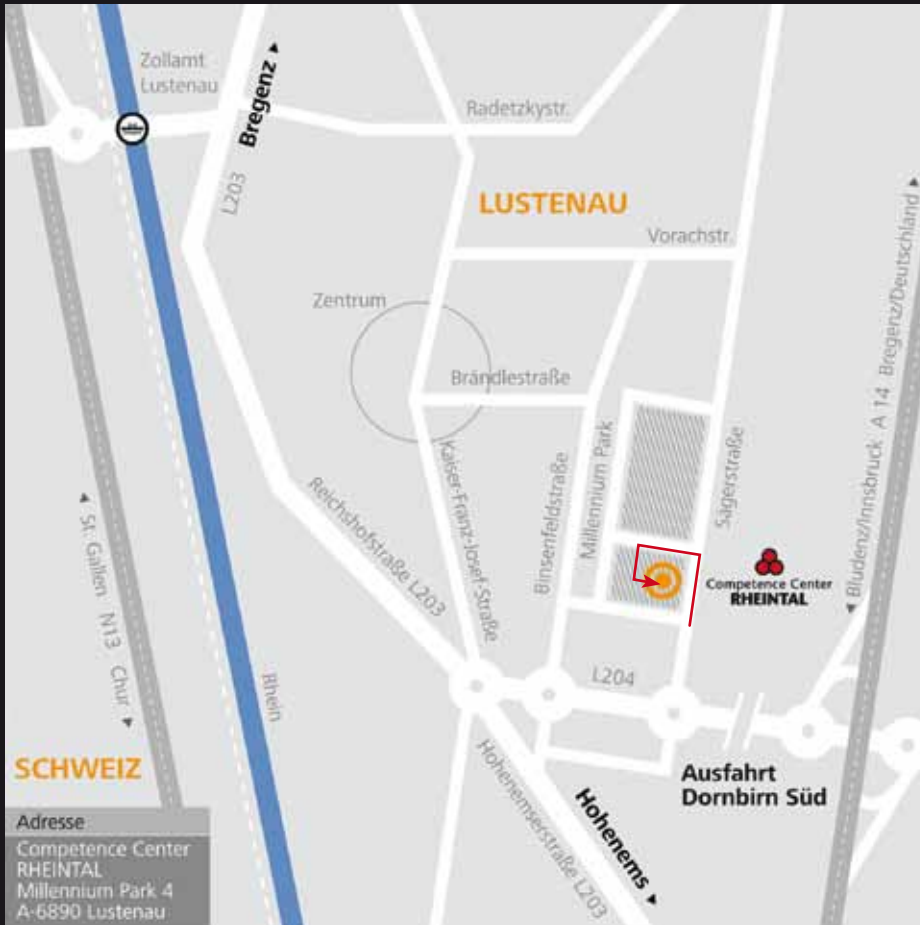 Zollamt
Lustenau
Bregenz
Radetzkystr.
L203
LUSTENAU
Vorachstr.
Zentrum
Brändlestraße
Bludenz/Innsbruck A 14 Bregenz/Deutschland
Kaiser-Franz-Josef-Straße
Binsenfeldstraße
Millennium Park
Sägerstraße
Reichshofstraße L203
St. Gallen N13 Chur
Competence Center
RHEINTAL
L204
Rhein
SCHWEIZ
Hohenemserstraße L203
Hohenems
Ausfahrt
Dornbirn Süd
Adresse
Competence Center
RHEINTAL
Millennium Park 4
A-6890 Lustenau